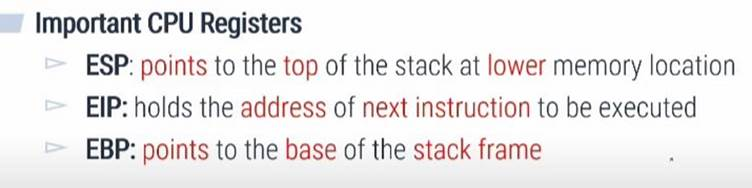 Important CPU Registers
ESP: points to the top of the stack at lower memory location
EIP: holds the address of next instruction to be executed
EBP: points to the base of the stack frame